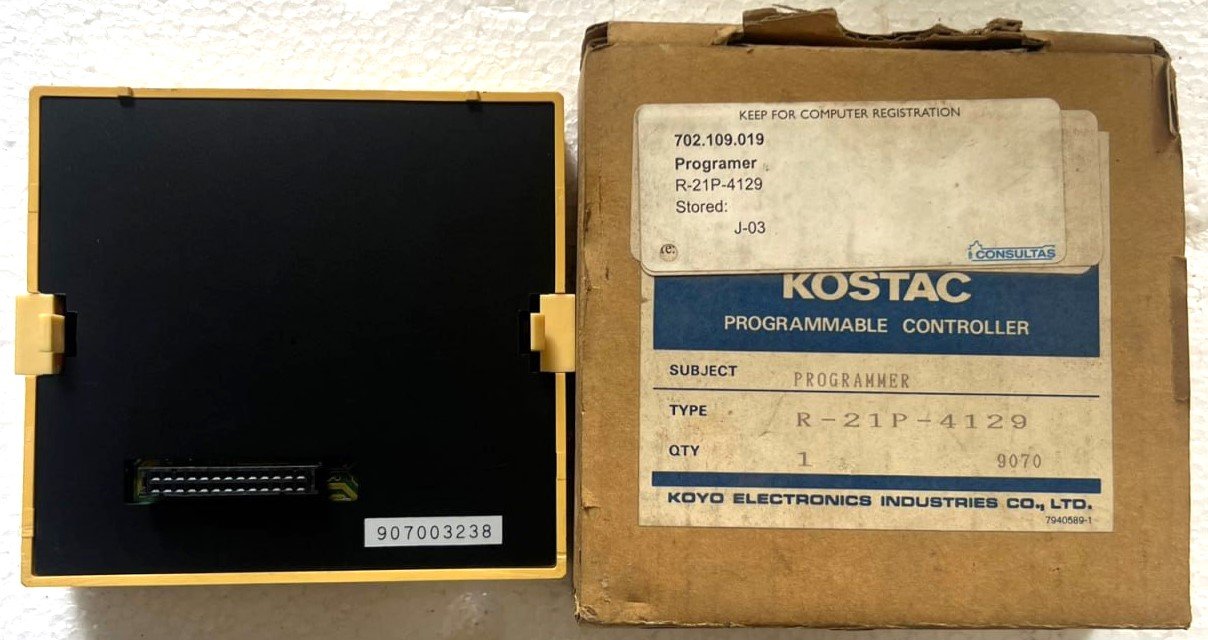 907003238
KEEP FOR COMPUTER REGISTRATION
702.109.019
Programer
R-21P-4129
Stored:
J-03
CONSULTAS
KOSTAC
PROGRAMMABLE CONTROLLER
SUBJECT PROGRAMMER
TYPE R-21P-4129
QTY 1 9070
KOYO ELECTRONICS INDUSTRIES CO., LTD.
7940589-1